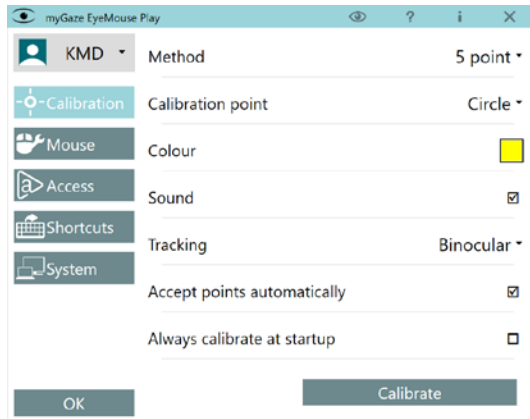 myGaze EyeMouse Play ? i
KMD
Method 5 point
Calibration Calibration point Circle
Mouse Colour
Access Sound
Shortcuts
Tracking Binocular
System
Accept points automatically
Always calibrate at startup
OK Calibrate